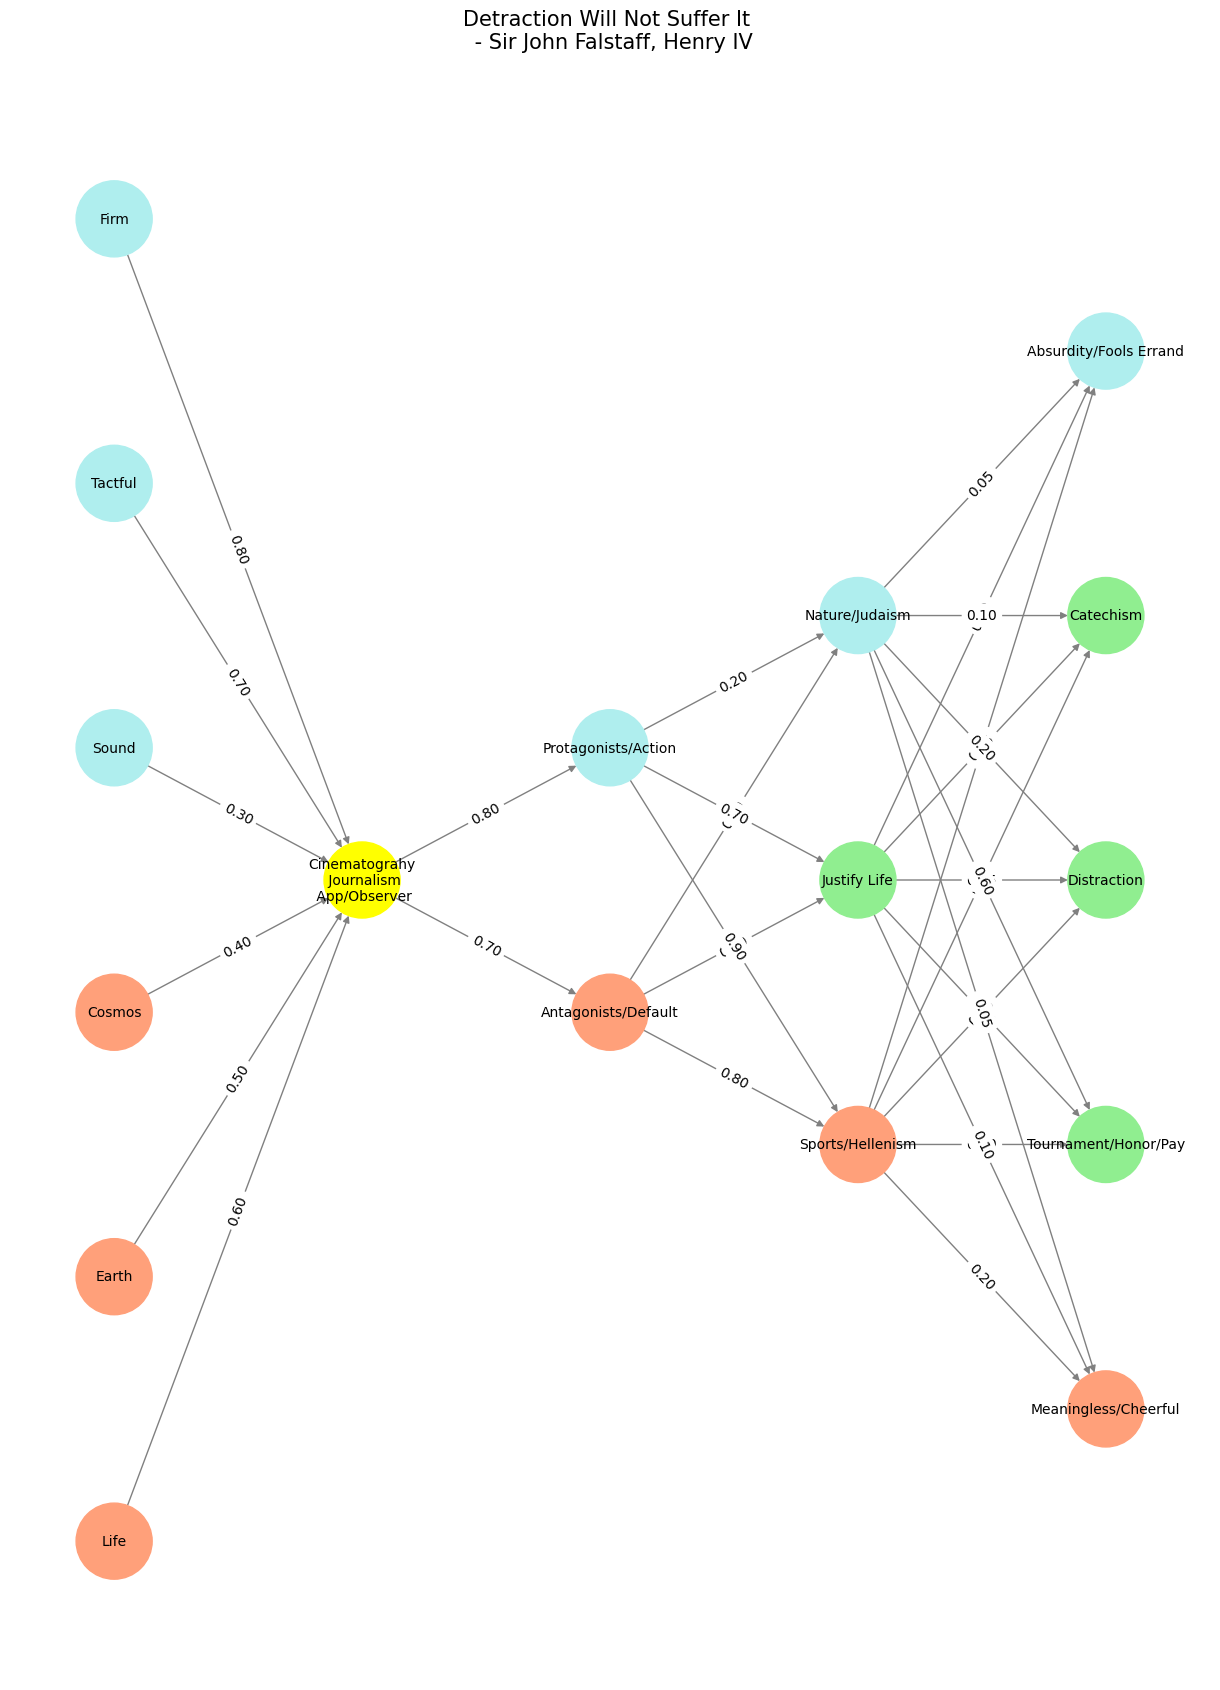 Detraction Will Not Suffer It
- Sir John Falstaff, Henry IV
Firm
Absurdity/Fools Errand
Tactful
0.05
0.80
Nature/Judaism
0.10
Catechism
0.70
0.20
Sound
Protagonists/Action
0.20
0.30
0.80
0.70
Cinematograhy
Journalism
App/Observer
Justify Life
0.60
Distraction
0.40
0.70
0.90
Cosmos
Antagonists/Default
0.05
0.50
0.80
Sports/Hellenism
0.10
Tournament/Honor/Pay
0.60
Earth
0.20
Meaningless/Cheerful
Life